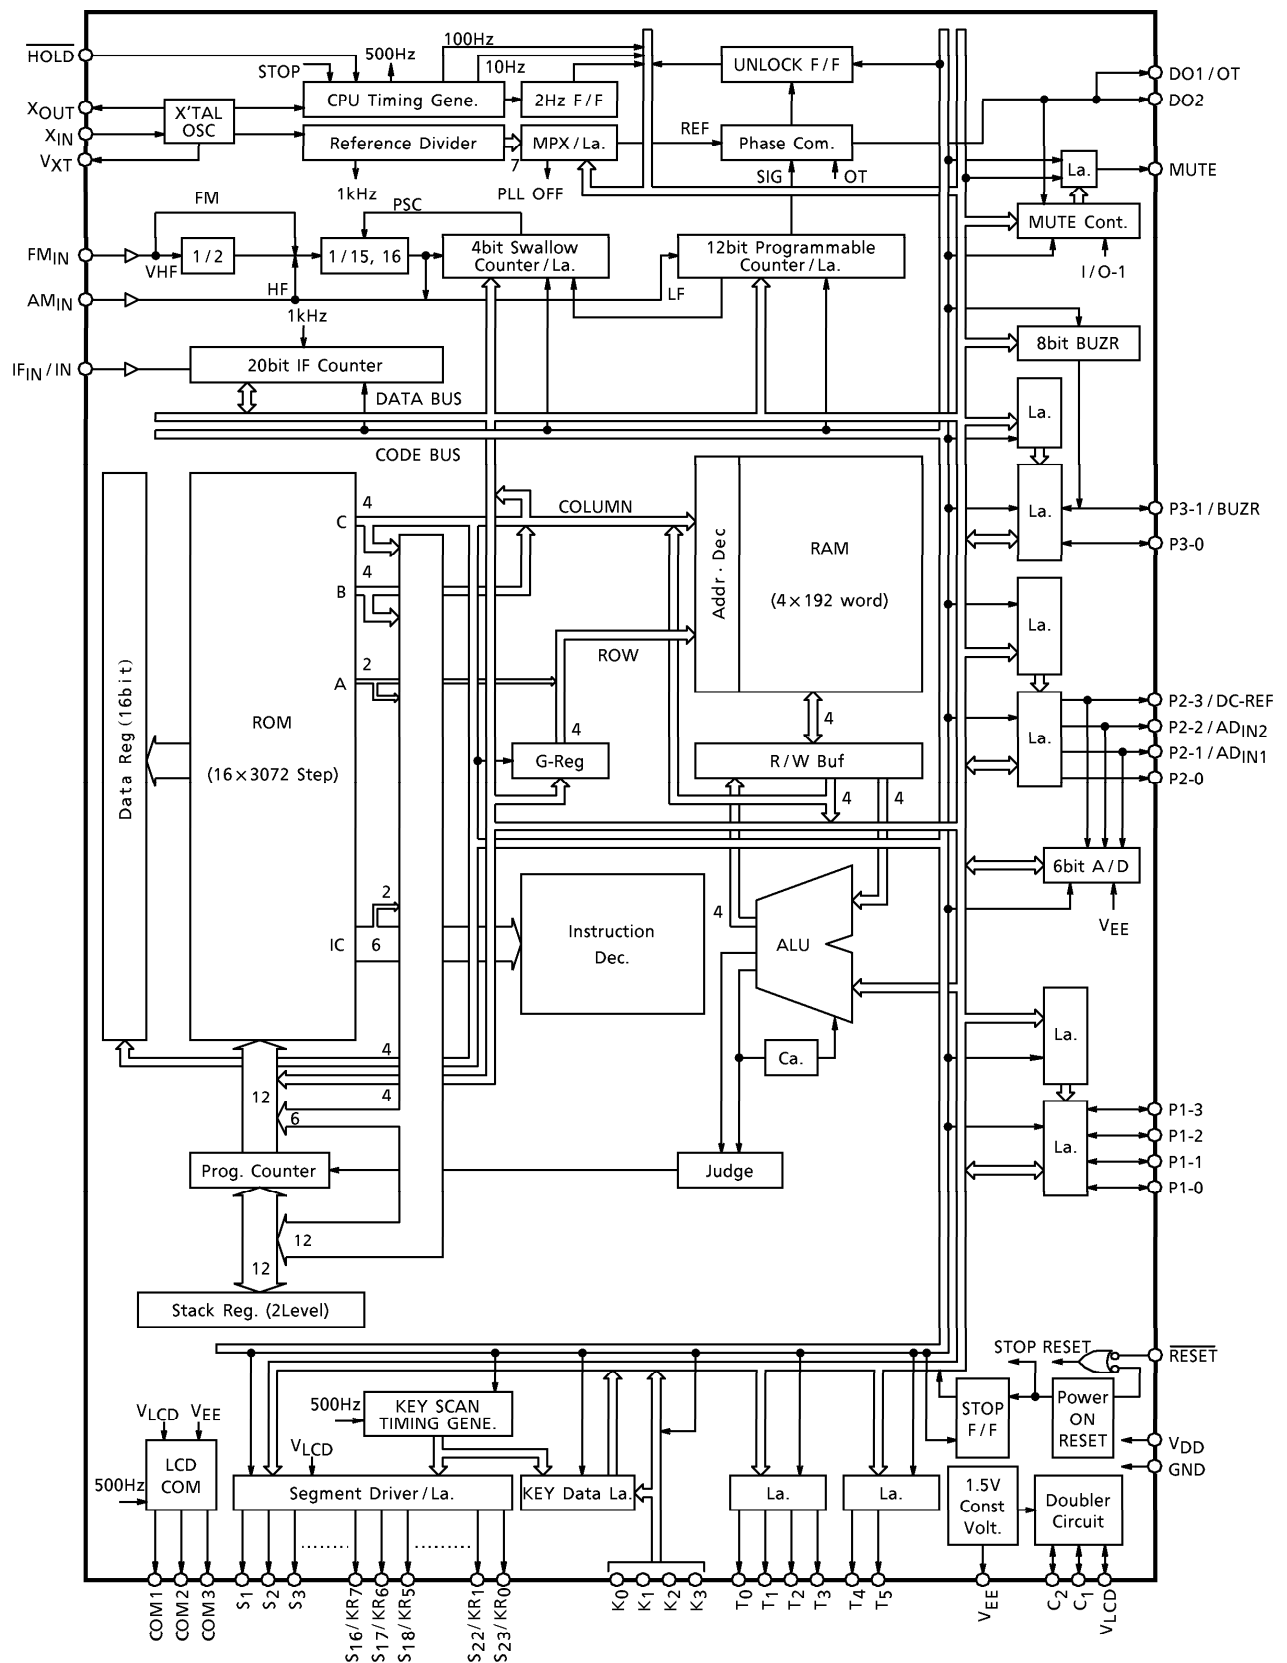 HOLD
STOP
500Hz
100Hz
10Hz
CPU Timing Gene.
2Hz F/F
UNLOCK F/F
DO1/OT
DO2
XOUT
XIN
VXT
X'TAL
OSC
Reference Divider
7
MPX/La.
REF
Phase Com.
1kHz
PLL OFF
SIG
OT
La.
MUTE
MUTE Cont.
I/O-1
FM
PSC
FMIN
VHF
1/2
1/15, 16
4bit Swallow
Counter/La.
12bit Programmable
Counter/La.
HF
LF
AMIN
1kHz
IFIN/IN
20bit IF Counter
8bit BUZR
DATA BUS
CODE BUS
La.
La.
P3-1/BUZR
P3-0
Data Reg (16bit)
ROM
(16×3072 Step)
C
4
B
4
A
2
IC
2
6
COLUMN
ROW
Addr. Dec
RAM
(4×192 word)
La.
La.
P2-3/DC-REF
P2-2/ADIN2
P2-1/ADIN1
P2-0
4
G-Reg
4
R/W Buf
4
4
6bit A/D
VEE
Instruction
Dec.
4
ALU
Ca.
La.
La.
P1-3
P1-2
P1-1
P1-0
4
4
12
6
Prog. Counter
Judge
12
12
Stack Reg. (2Level)
STOP RESET
RESET
STOP
F/F
Power
ON
RESET
VDD
GND
VLCD
VEE
500Hz
LCD
COM
500Hz
KEY SCAN
TIMING GENE.
VLCD
Segment Driver/La.
KEY Data La.
La.
La.
1.5V
Const
Volt.
Doubler
Circuit
COM1
COM2
COM3
S1
S2
S3
S16/KR7
S17/KR6
S18/KR5
S22/KR1
S23/KR0
K0
K1
K2
K3
T0
T1
T2
T3
T4
T5
VEE
C2
C1
VLCD